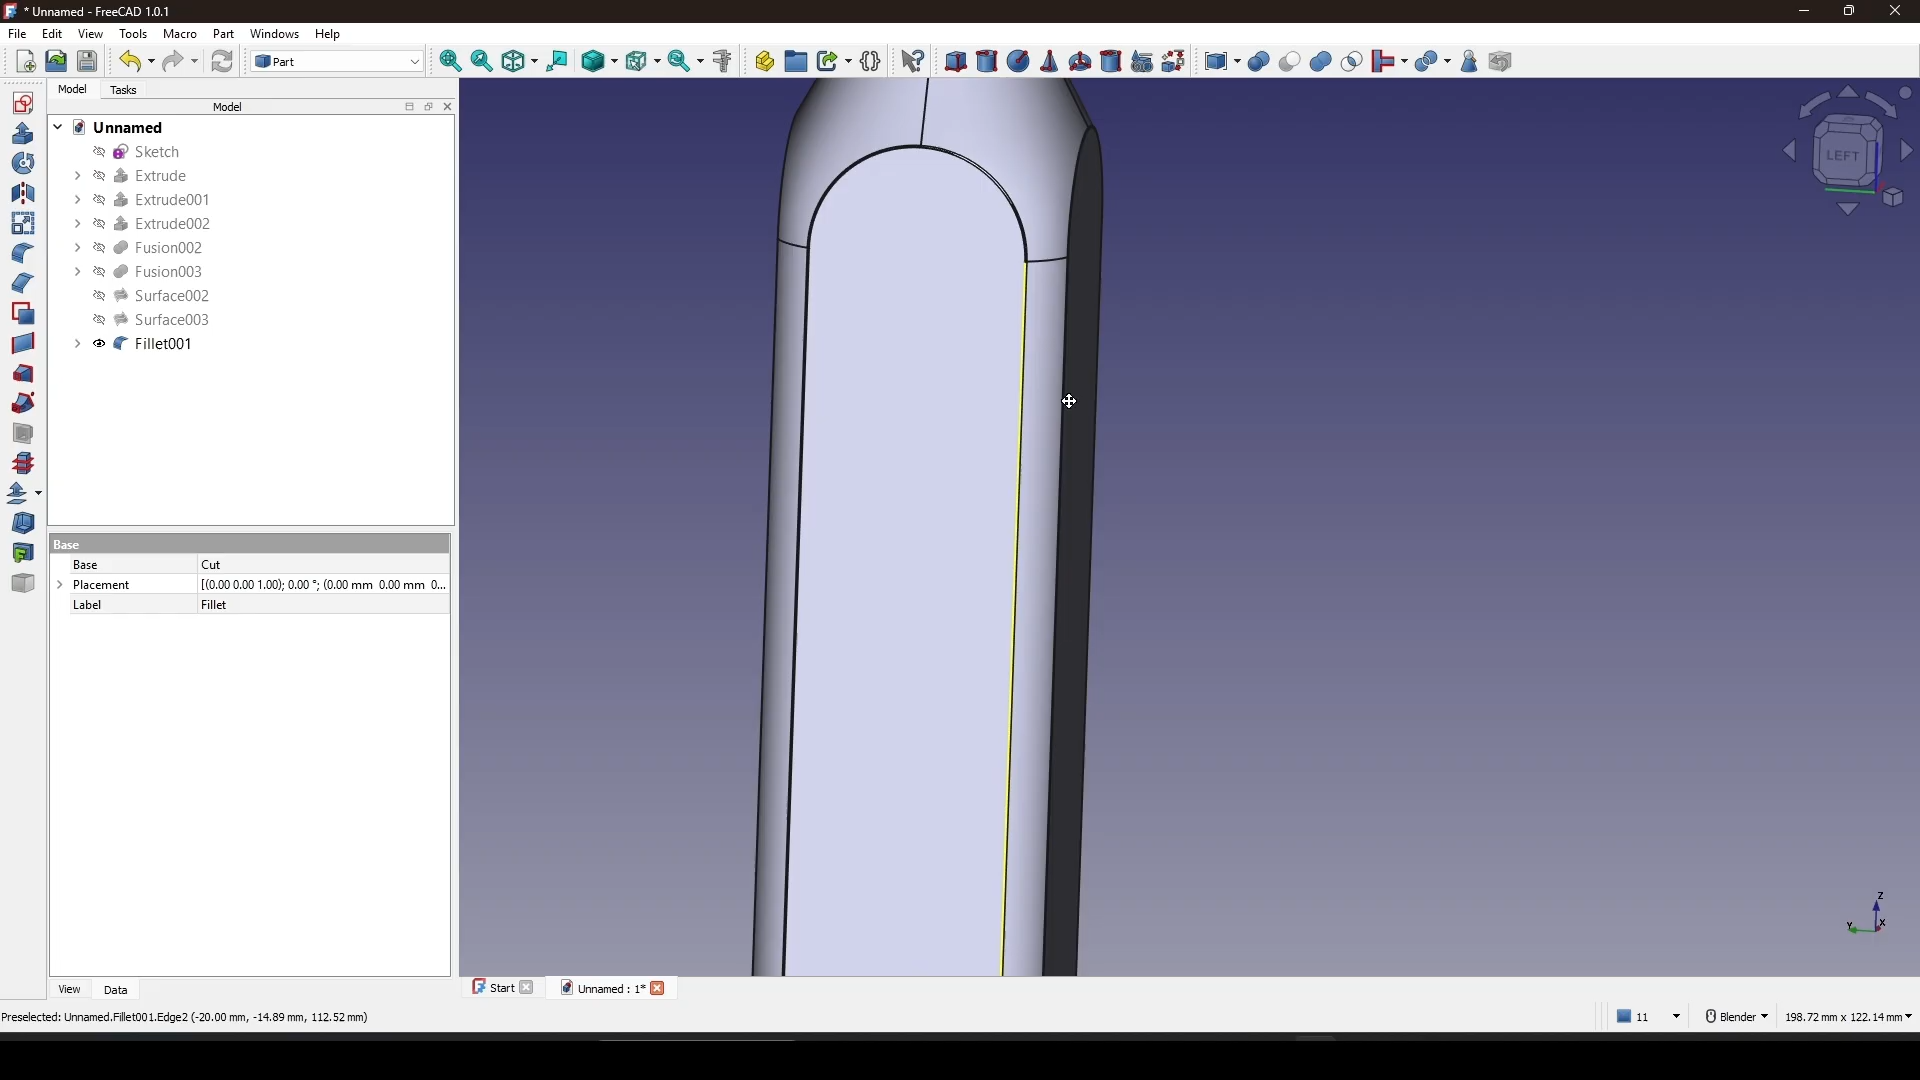 * Unnamed - FreeCAD 1.0.1
File Edit View Tools Macro Part Windows Help
Part
Model Tasks
Model
Unnamed
Sketch
Extrude
Extrude001
Extrude002
Fusion002
Fusion003
Surface002
Surface003
Fillet001
LEFT
Base
Base Cut
Placement [(0.00 0.00 1.00); 0.00 °; (0.00 mm 0.00 mm 0...
Label Fillet
Z
Y X
View Data
Start Unnamed : 1*
Preselected: Unnamed.Fillet001.Edge2 (-20.00 mm, -14.89 mm, 112.52 mm)
11 Blender 198.72 mm x 122.14 mm